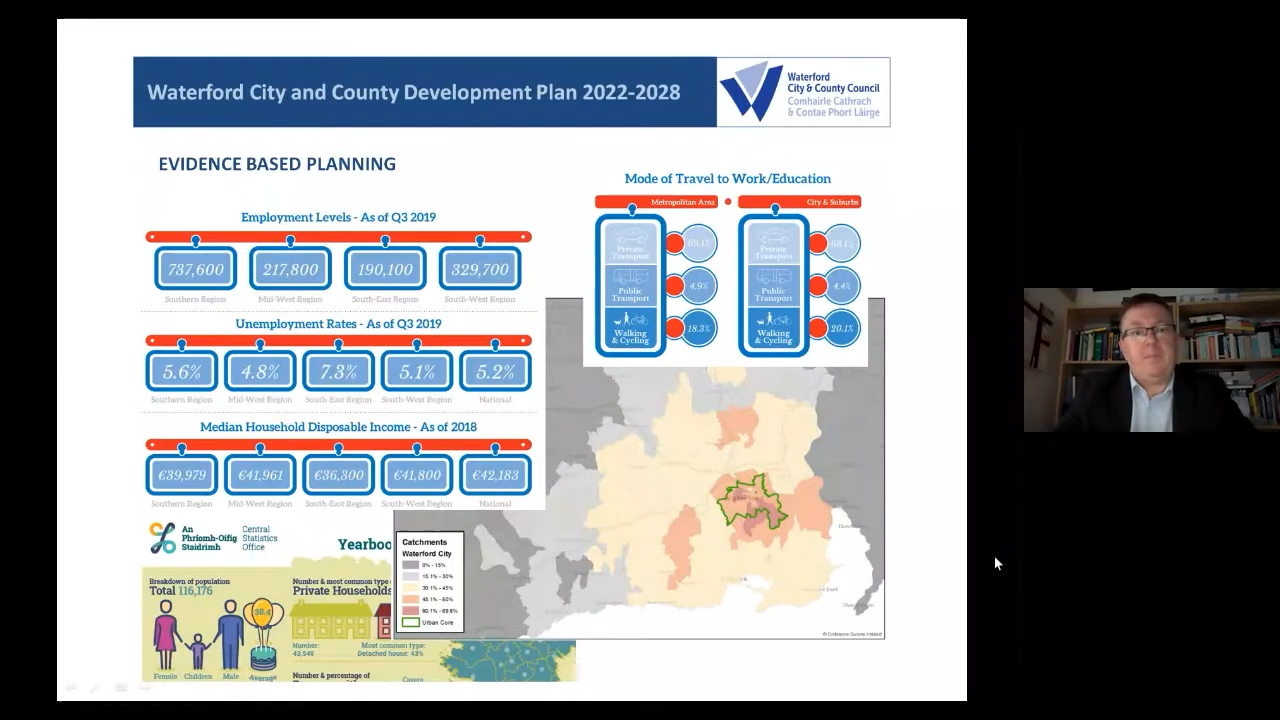 Waterford City and County Development Plan 2022-2028
Waterford
City & County Council
Comhairle Cathrach
& Contae Phort Láirge
EVIDENCE BASED PLANNING
Employment Levels - As of Q3 2019
737,600
217,800
190,100
329,700
Southern Region
Mid-West Region
South-East Region
South-West Region
Unemployment Rates - As of Q3 2019
5.6%
4.8%
7.3%
5.1%
5.2%
Southern Region
Mid-West Region
South-East Region
South-West Region
National
Median Household Disposable Income - As of 2018
€39,979
€41,961
€36,300
€41,800
€42,183
Southern Region
Mid-West Region
South-East Region
South-West Region
National
Mode of Travel to Work/Education
Metropolitan Area
City & Suburbs
Private
Transport
69.1%
Public
Transport
4.9%
Walking
& Cycling
18.3%
Private
Transport
68.1%
Public
Transport
4.4%
Walking
& Cycling
20.1%
An
Phríomh-Oifig
Staidrimh
Central
Statistics
Office
Yearboo
Breakdown of population
Total 116,176
38.4
Female
Children
Male
Average
Number & most common type
Private Households
Number:
43,549
Most common type:
Detached house: 43%
Number & percentage of
Catchments
Waterford City
0% - 15%
15.1% - 30%
30.1% - 45%
45.1% - 60%
60.1% - 89.6%
Urban Core
© Ordnance Survey Ireland